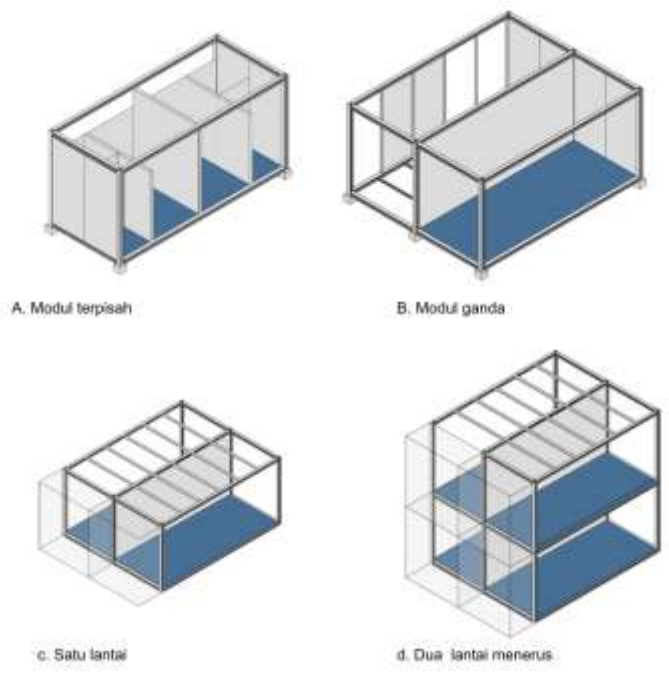 A. Modul terpisah
B. Modul ganda
c. Satu lantai
d. Dua lantai menerus